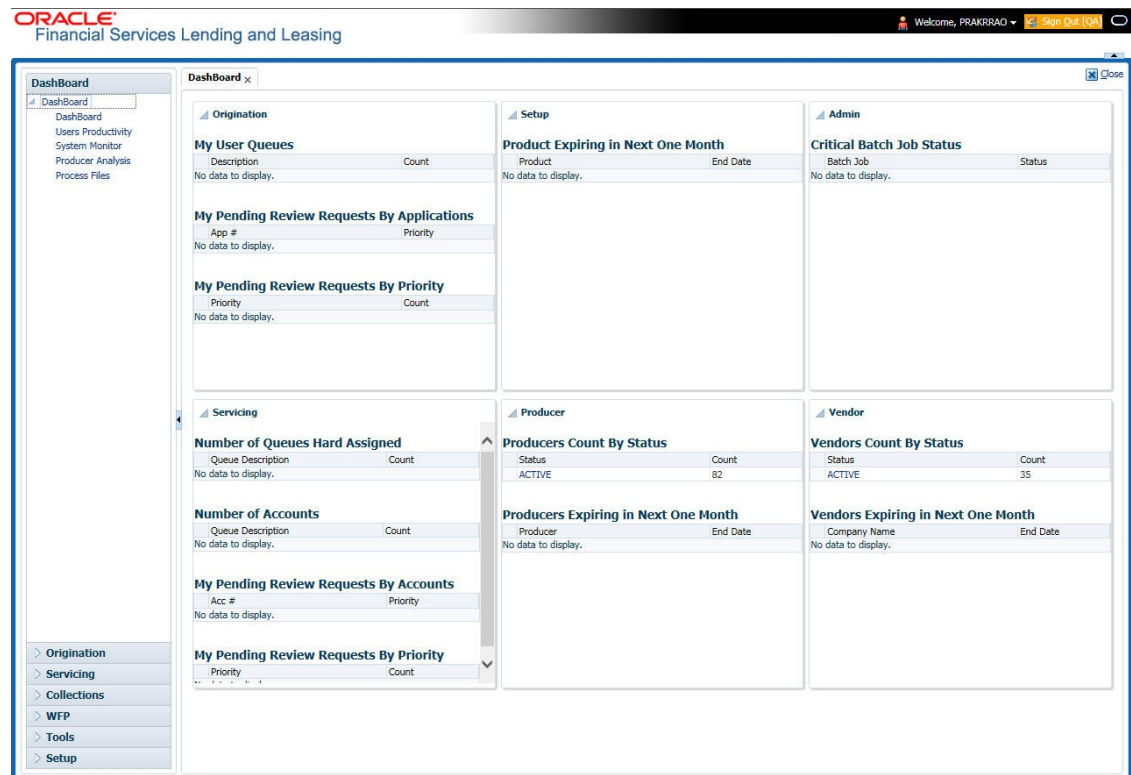 ORACLE®
Financial Services Lending and Leasing
Welcome, PRAKRRAO Sign Out [QA]
DashBoard
DashBoard
DashBoard
Users Productivity
System Monitor
Producer Analysis
Process Files
Origination
Servicing
Collections
WFP
Tools
Setup
DashBoard x
Close
Origination
My User Queues
Description Count
No data to display.
My Pending Review Requests By Applications
App # Priority
No data to display.
My Pending Review Requests By Priority
Priority Count
No data to display.
Setup
Product Expiring in Next One Month
Product End Date
No data to display.
Admin
Critical Batch Job Status
Batch Job Status
No data to display.
Servicing
Number of Queues Hard Assigned
Queue Description Count
No data to display.
Number of Accounts
Queue Description Count
No data to display.
My Pending Review Requests By Accounts
Acc # Priority
No data to display.
My Pending Review Requests By Priority
Priority Count
Producer
Producers Count By Status
Status Count
ACTIVE 82
Producers Expiring in Next One Month
Producer End Date
No data to display.
Vendor
Vendors Count By Status
Status Count
ACTIVE 35
Vendors Expiring in Next One Month
Company Name End Date
No data to display.